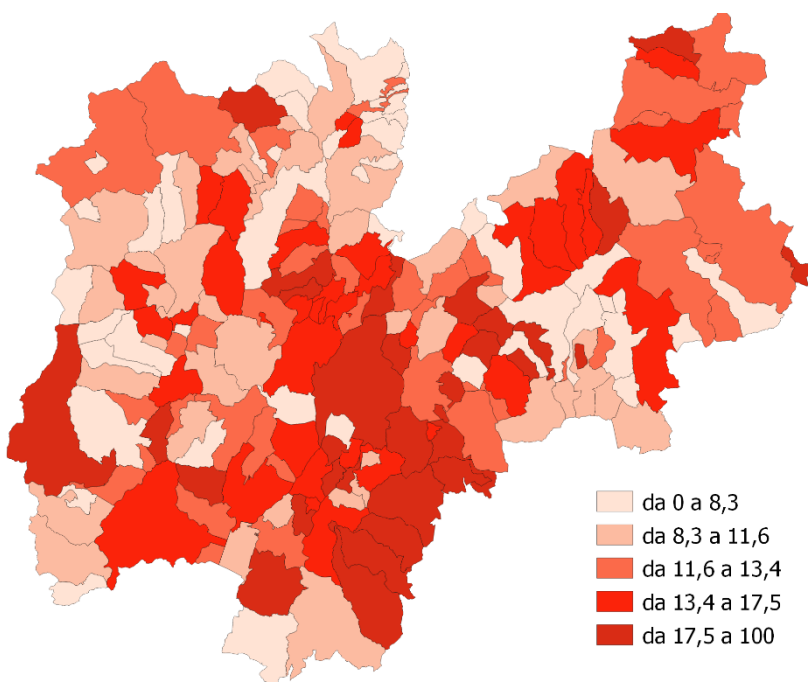 da 0 a 8,3
da 8,3 a 11,6
da 11,6 a 13,4
da 13,4 a 17,5
da 17,5 a 100